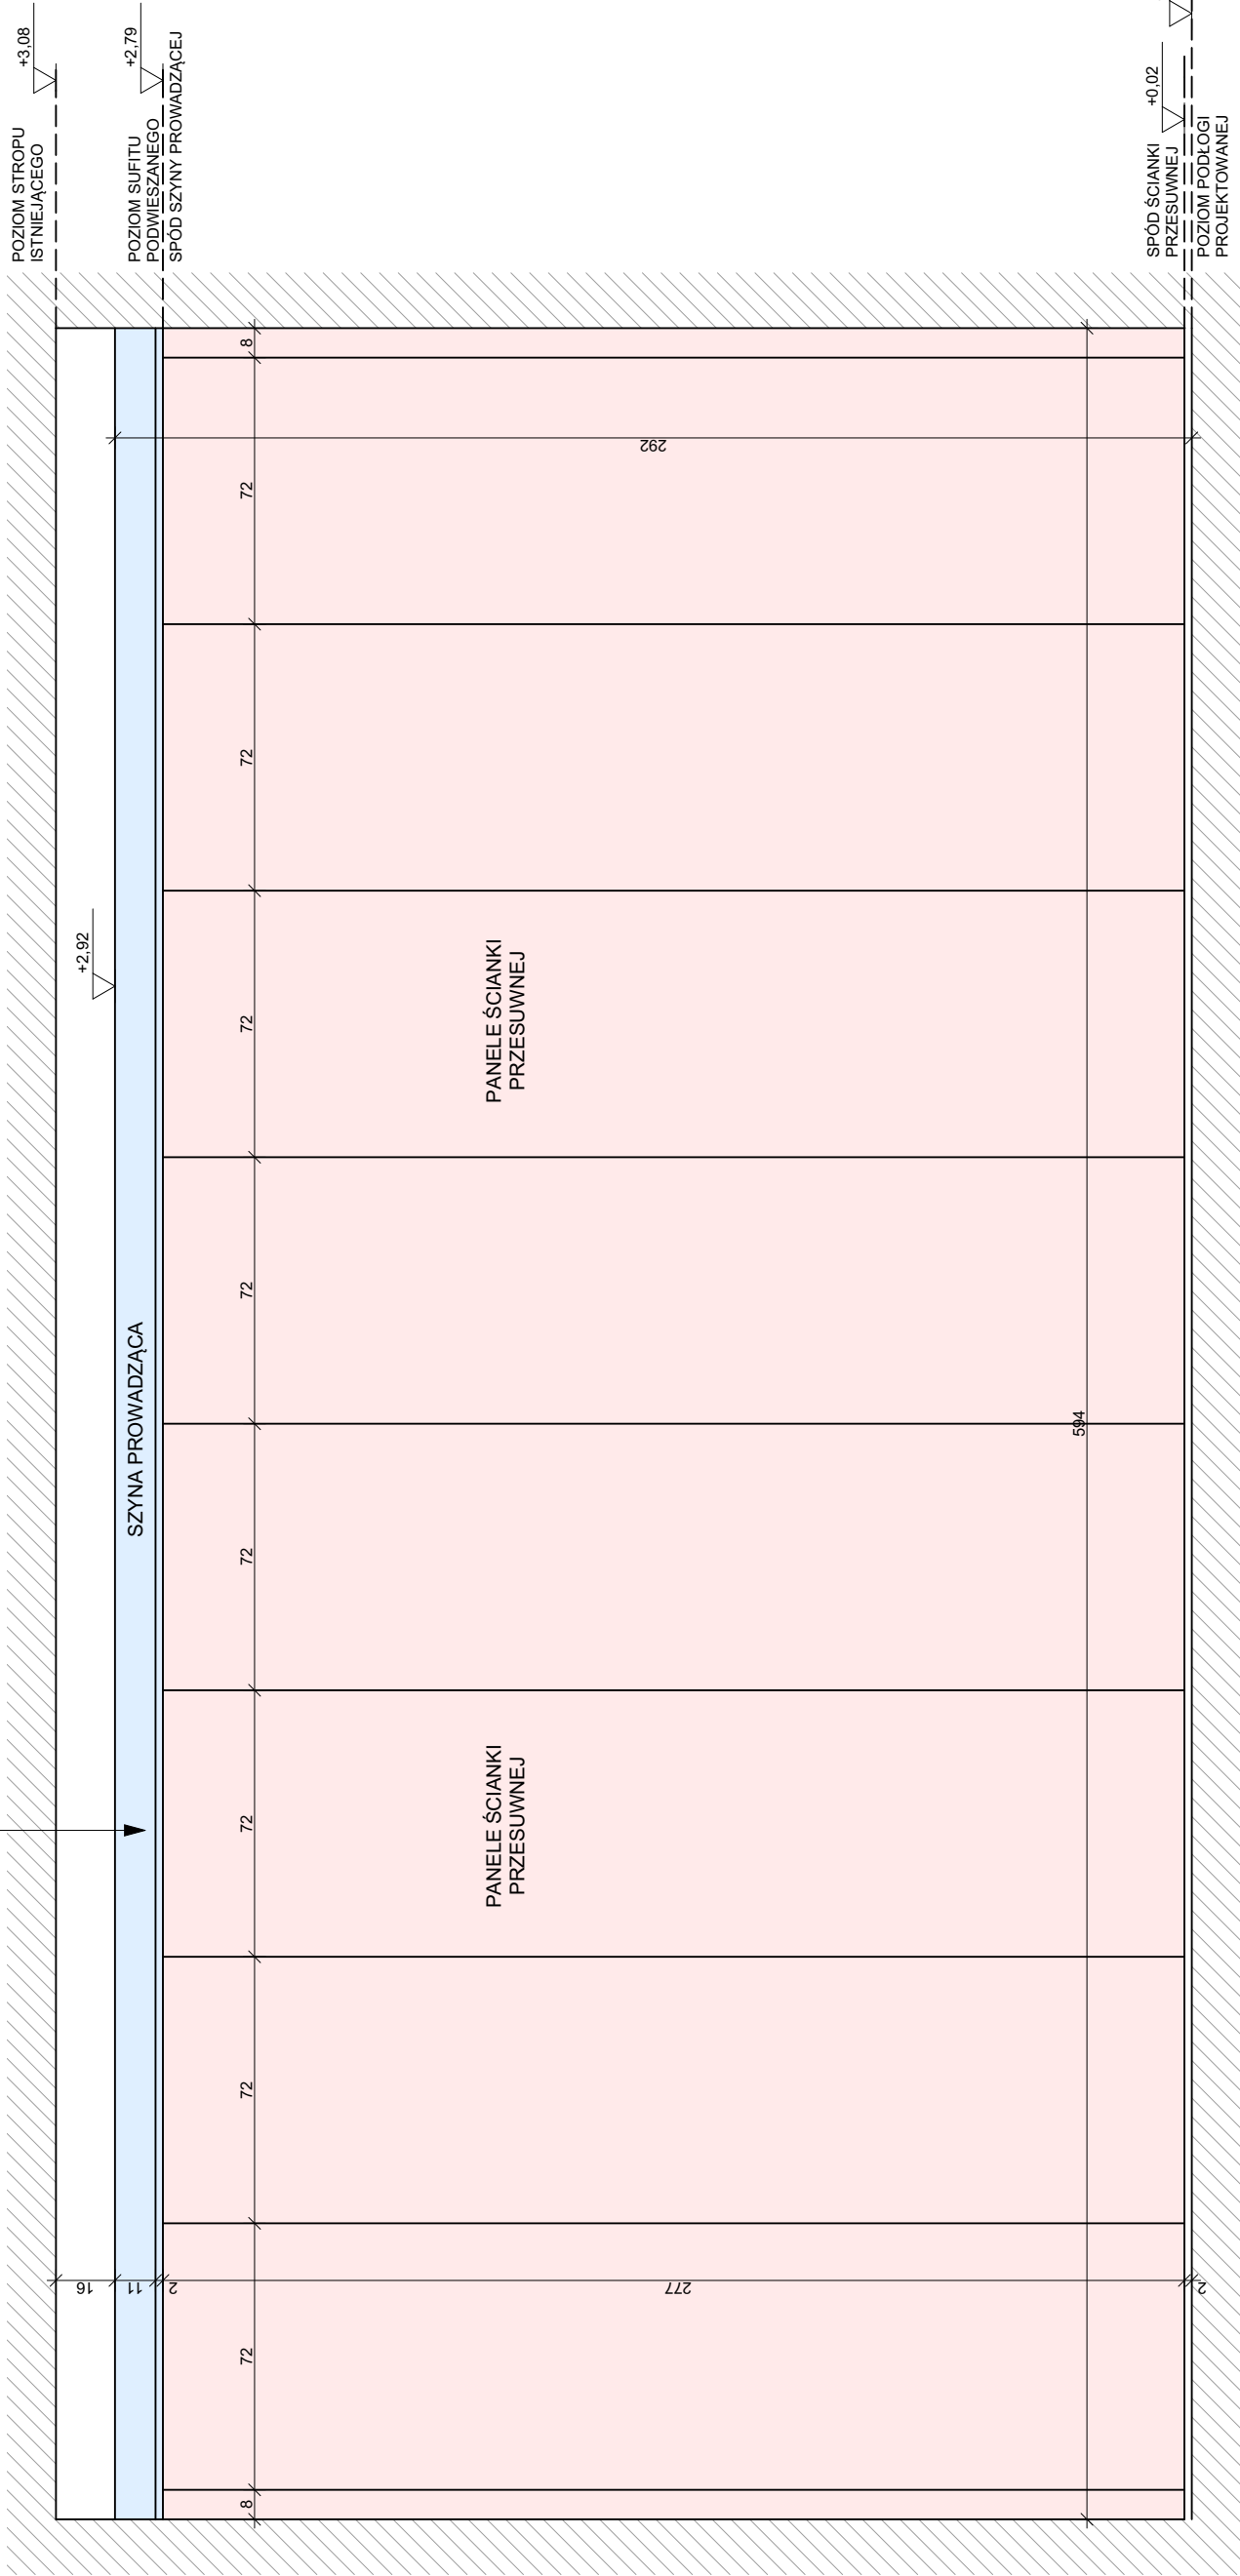 POZIOM STROPU
ISTNIEJĄCEGO
+3,08
POZIOM SUFITU
PODWIESZANEGO
+2,79
SPÓD SZYNY PROWADZĄCEJ
+2,92
SZYNA PROWADZĄCA
16
11
2
277
2
8
72
72
72
72
72
72
72
72
8
292
PANELE ŚCIANKI
PRZESUWNEJ
PANELE ŚCIANKI
PRZESUWNEJ
594
SPÓD ŚCIANKI
PRZESUWNEJ
+0,02
POZIOM PODŁOGI
PROJEKTOWANEJ